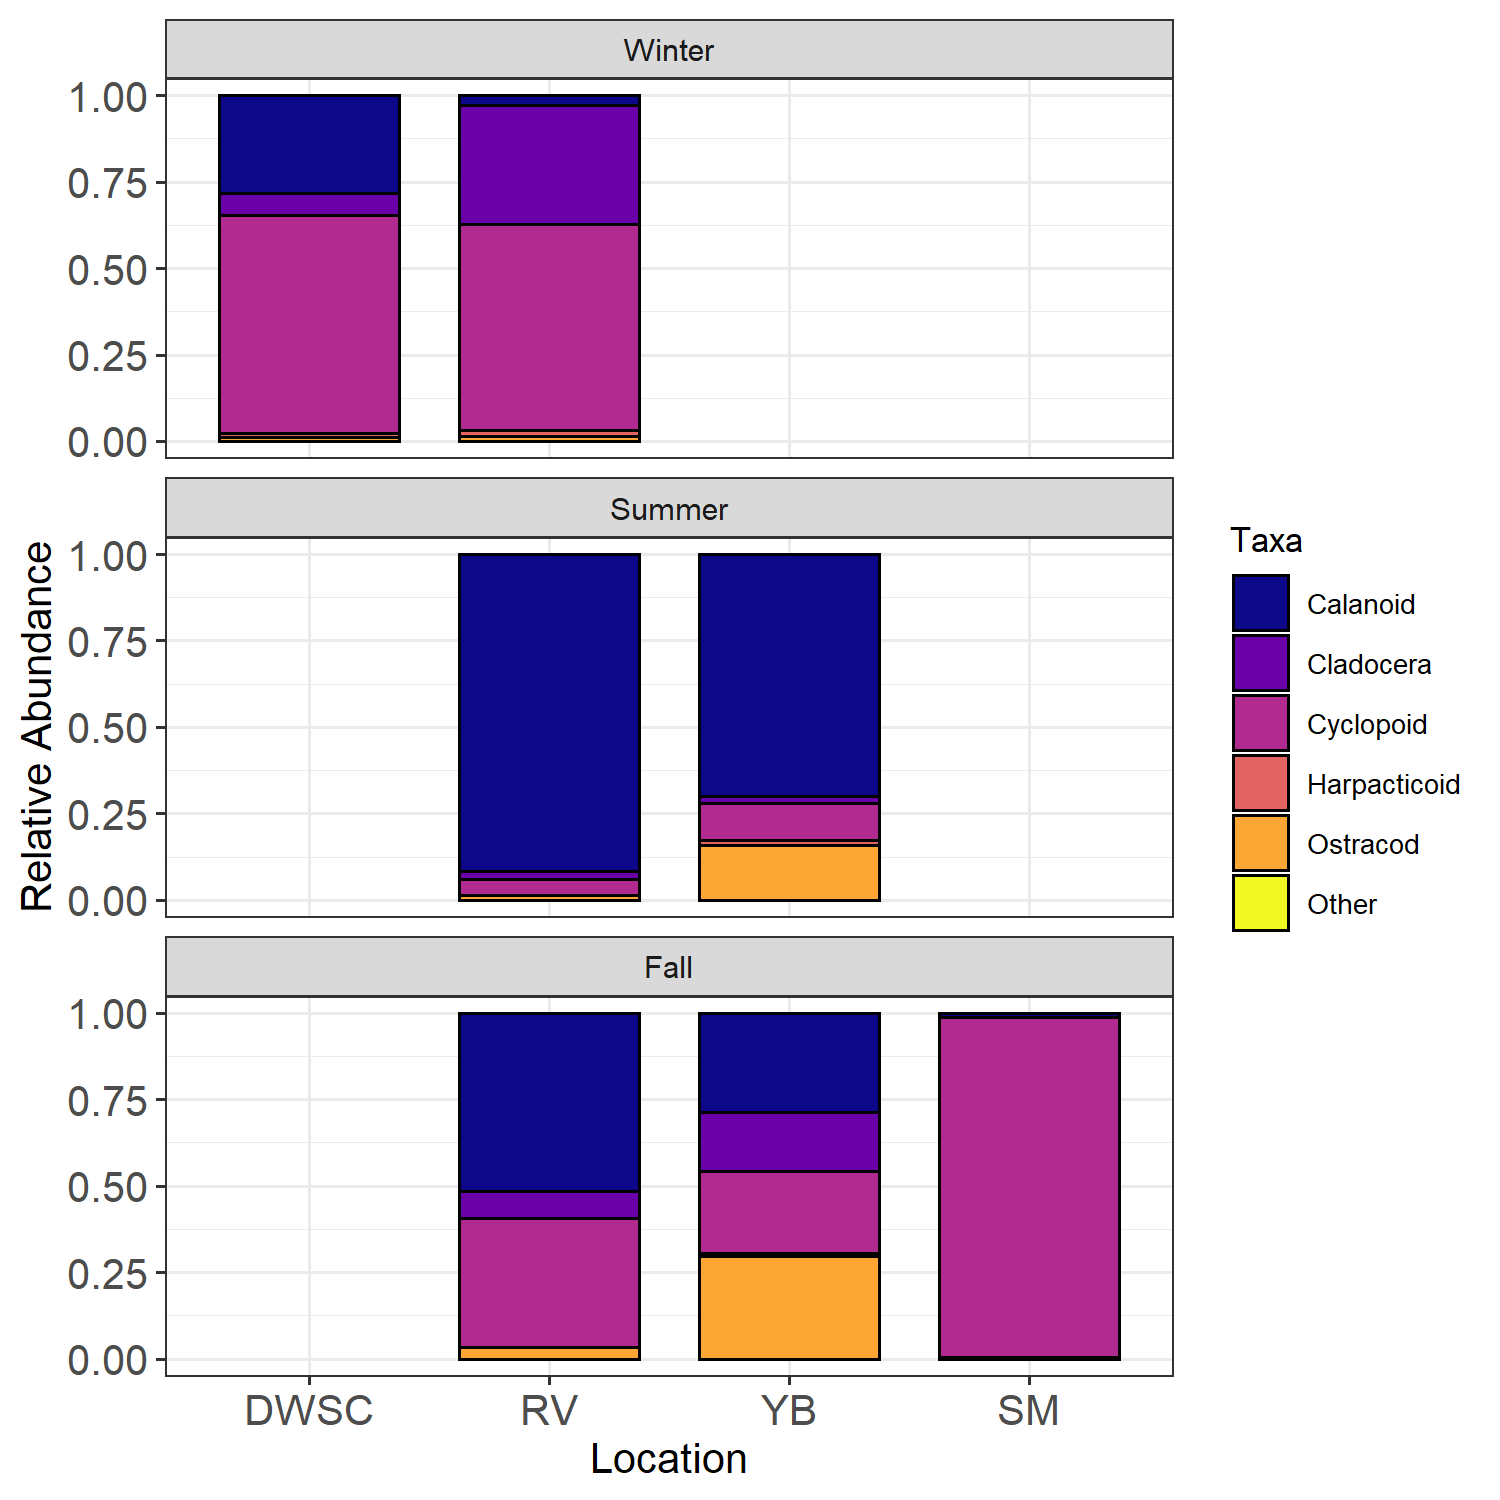 Winter
1.00
0.75
0.50
0.25
0.00
Summer
1.00
0.75
0.50
0.25
0.00
Fall
1.00
0.75
0.50
0.25
0.00
DWSC RV YB SM
Location
Relative Abundance
Taxa
Calanoid
Cladocera
Cyclopoid
Harpacticoid
Ostracod
Other